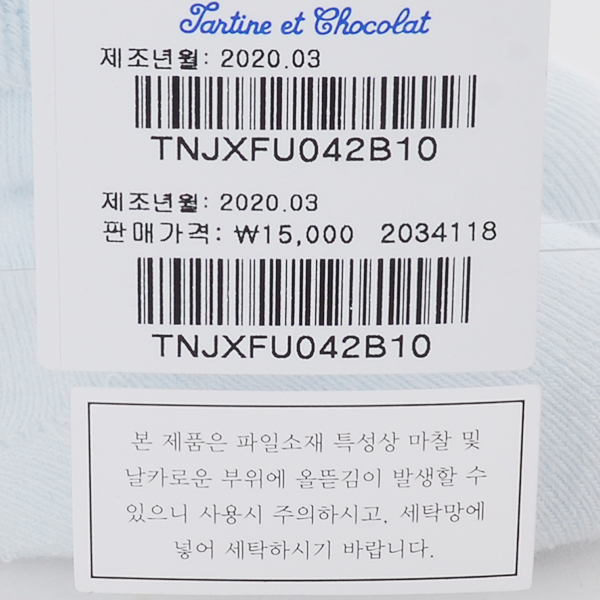 Tartine et Chocolat
제조년월: 2020.03
TNJXFU042B10
제조년월: 2020.03
판매가격: ₩15,000 2034118
TNJXFU042B10
본 제품은 파일소재 특성상 마찰 및
날카로운 부위에 올뜯김이 발생할 수
있으니 사용시 주의하시고, 세탁망에
넣어 세탁하시기 바랍니다.